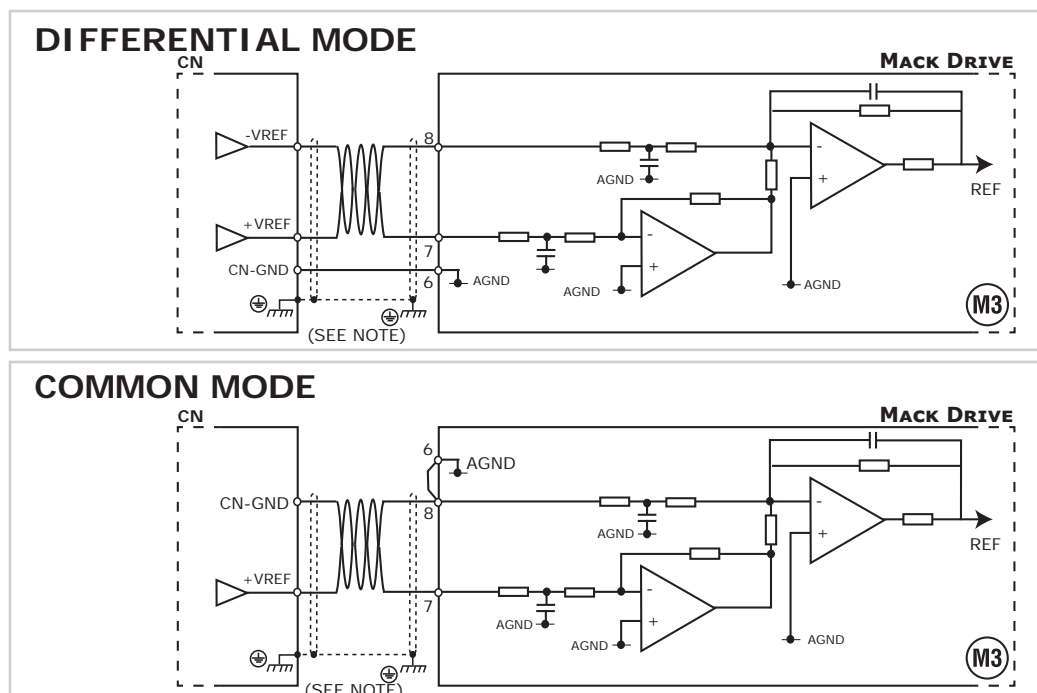 DIFFERENTIAL MODE
CN
MACK DRIVE
-VREF
8
AGND
-
+
REF
+VREF
7
-
+
CN-GND
6
AGND
AGND
AGND
M3
(SEE NOTE)
COMMON MODE
CN
MACK DRIVE
6
AGND
CN-GND
8
AGND
-
+
REF
+VREF
7
-
+
AGND
AGND
AGND
M3
(SEE NOTE)